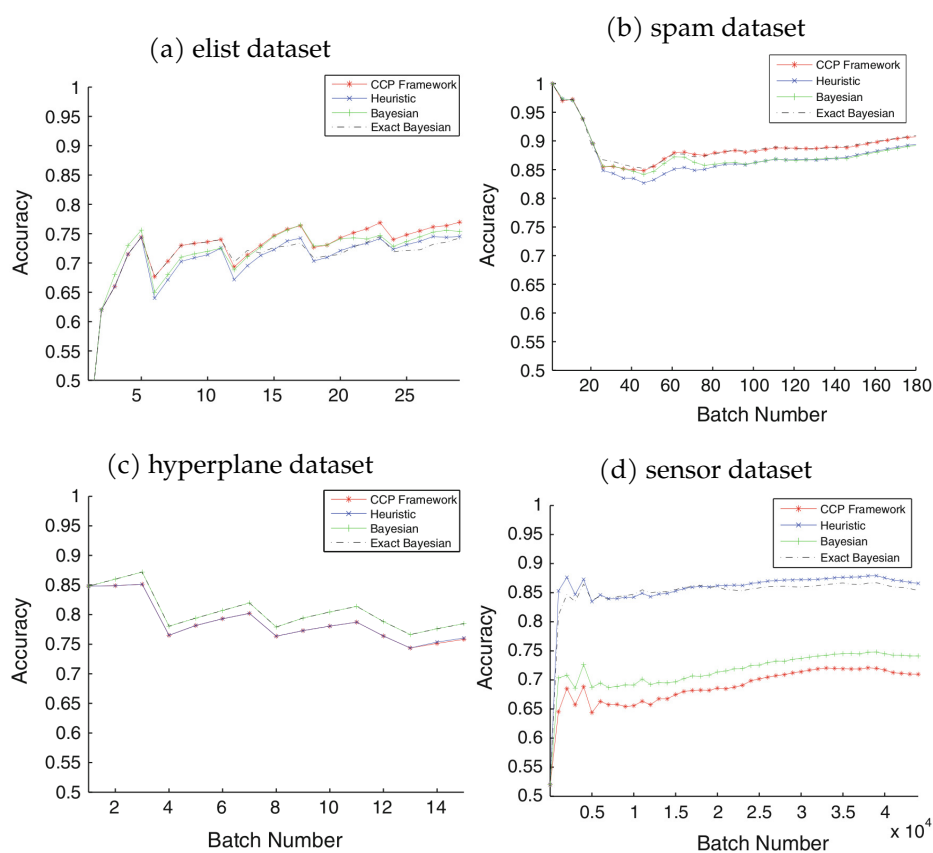 (a) elist dataset
CCP Framework
Heuristic
Bayesian
Exact Bayesian
1
0.95
0.9
0.85
0.8
0.75
0.7
0.65
0.6
0.55
0.5
Accuracy
5 10 15 20 25
(b) spam dataset
CCP Framework
Heuristic
Bayesian
Exact Bayesian
1
0.95
0.9
0.85
0.8
0.75
0.7
0.65
0.6
0.55
0.5
Accuracy
20 40 60 80 100 120 140 160 180
Batch Number
(c) hyperplane dataset
CCP Framework
Heuristic
Bayesian
Exact Bayesian
1
0.95
0.9
0.85
0.8
0.75
0.7
0.65
0.6
0.55
0.5
Accuracy
2 4 6 8 10 12 14
Batch Number
(d) sensor dataset
CCP Framework
Heuristic
Bayesian
Exact Bayesian
1
0.95
0.9
0.85
0.8
0.75
0.7
0.65
0.6
0.55
0.5
Accuracy
0.5 1 1.5 2 2.5 3 3.5 4
x 10⁴
Batch Number